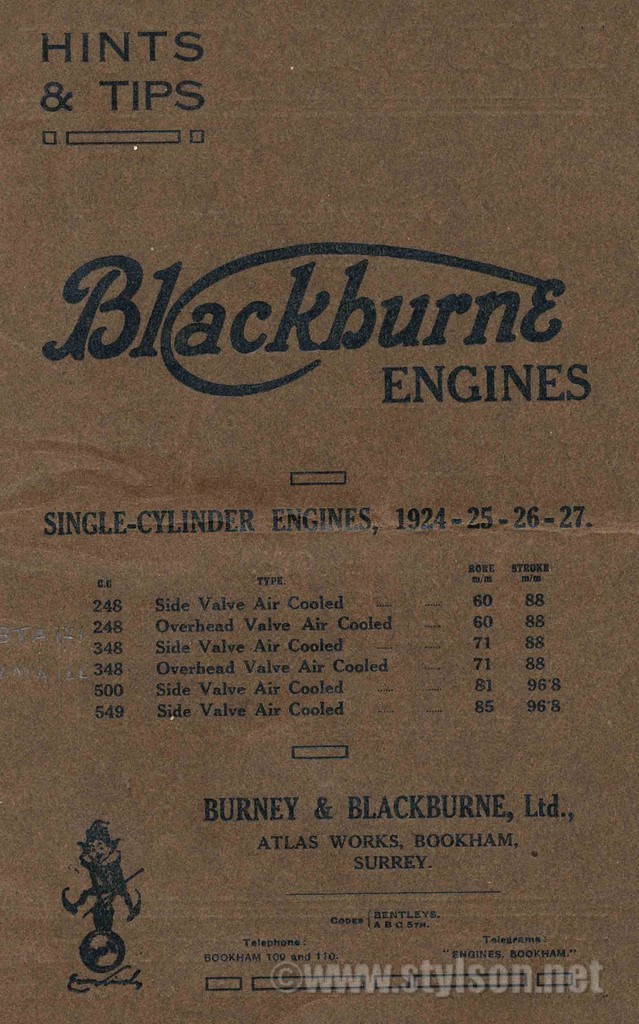 HINTS
& TIPS
Blackburne
ENGINES
SINGLE-CYLINDER ENGINES, 1924-25-26-27.
C.C TYPE. BORE m/m STROKE m/m
248 Side Valve Air Cooled ..... ..... 60 88
248 Overhead Valve Air Cooled ..... 60 88
348 Side Valve Air Cooled ..... ..... 71 88
348 Overhead Valve Air Cooled ..... 71 88
500 Side Valve Air Cooled ..... ..... 81 96·8
549 Side Valve Air Cooled ..... ..... 85 96·8
BURNEY & BLACKBURNE, Ltd.,
ATLAS WORKS, BOOKHAM,
SURREY.
CODES { BENTLEYS.
A B C 5TH.
Telephone:
BOOKHAM 109 and 110.
Telegrams:
"ENGINES, BOOKHAM."
©www.stylson.net